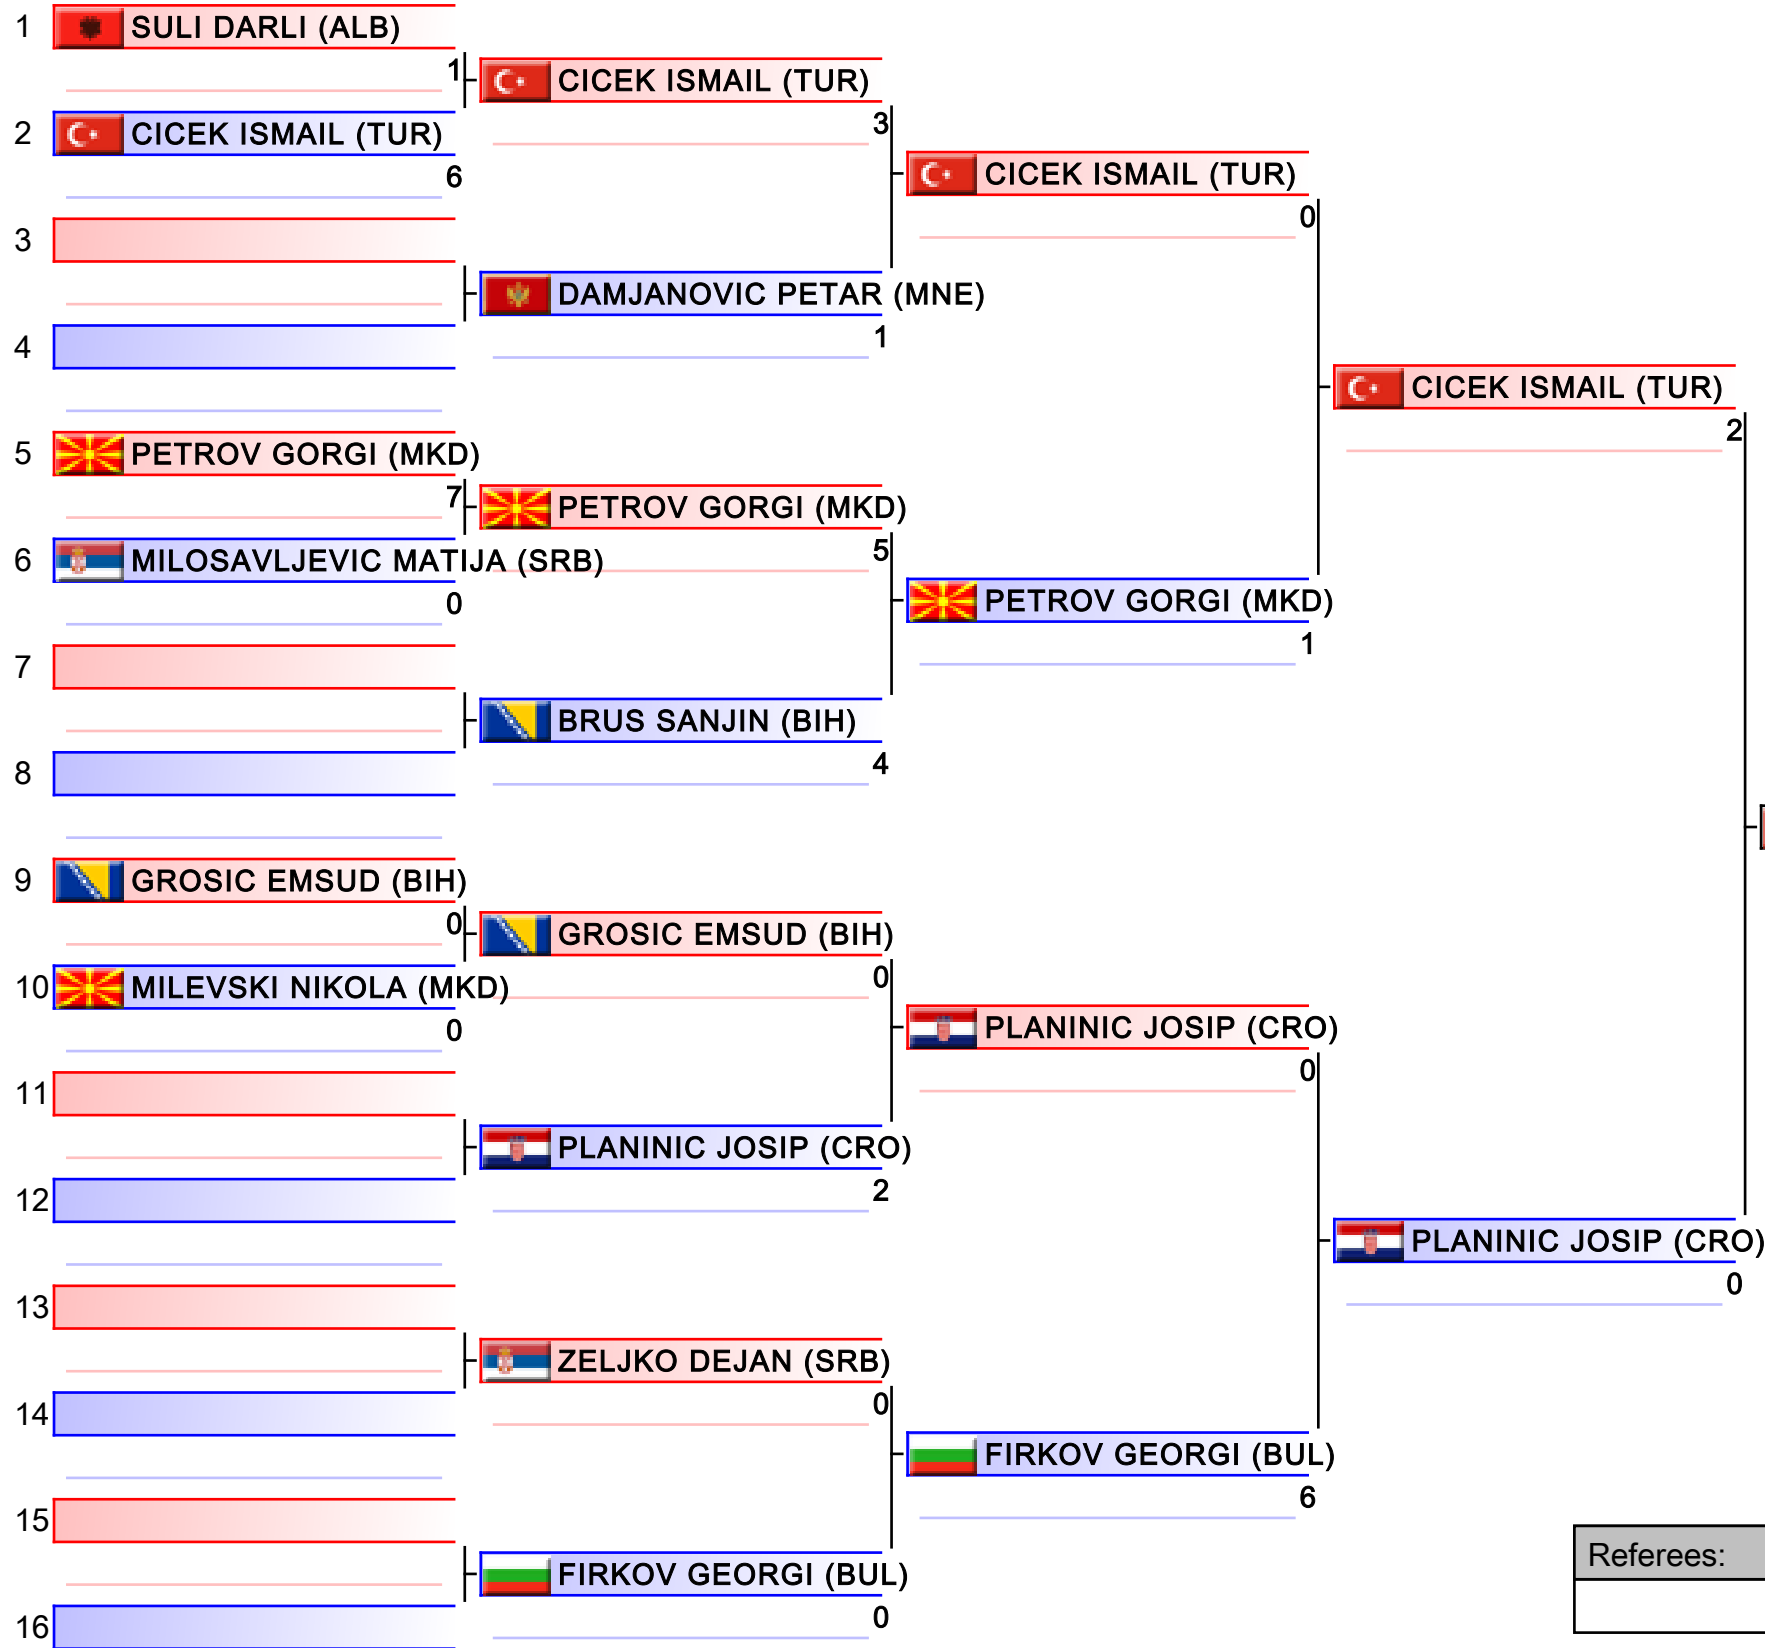 1 SULI DARLI (ALB)
1
CICEK ISMAIL (TUR)
2 CICEK ISMAIL (TUR)
6
3
3
CICEK ISMAIL (TUR)
0
DAMJANOVIC PETAR (MNE)
1
4
CICEK ISMAIL (TUR)
2
5 PETROV GORGI (MKD)
7
PETROV GORGI (MKD)
5
6 MILOSAVLJEVIC MATIJA (SRB)
0
PETROV GORGI (MKD)
1
7
BRUS SANJIN (BIH)
4
8
9 GROSIC EMSUD (BIH)
0
GROSIC EMSUD (BIH)
0
10 MILEVSKI NIKOLA (MKD)
0
PLANINIC JOSIP (CRO)
0
11
PLANINIC JOSIP (CRO)
2
12
PLANINIC JOSIP (CRO)
0
13
ZELJKO DEJAN (SRB)
0
14
FIRKOV GEORGI (BUL)
6
15
FIRKOV GEORGI (BUL)
0
16
Referees: